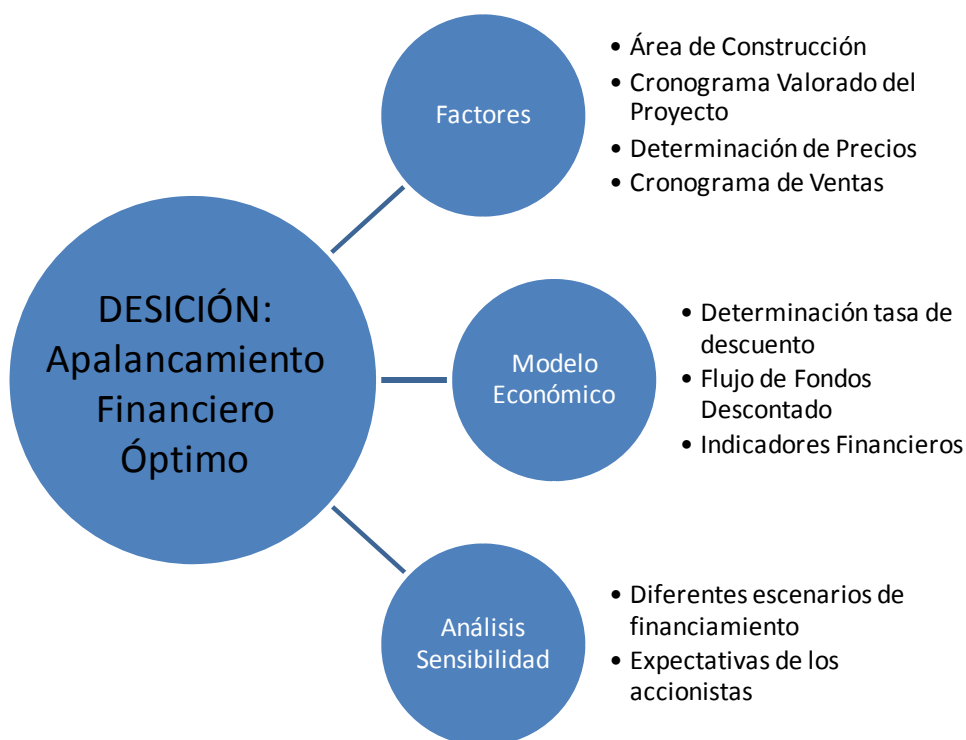 DESICIÓN:
Apalancamiento
Financiero
Óptimo
Factores
• Área de Construcción
• Cronograma Valorado del
Proyecto
• Determinación de Precios
• Cronograma de Ventas
Modelo
Económico
• Determinación tasa de
descuento
• Flujo de Fondos
Descontado
• Indicadores Financieros
Análisis
Sensibilidad
• Diferentes escenarios de
financiamiento
• Expectativas de los
accionistas